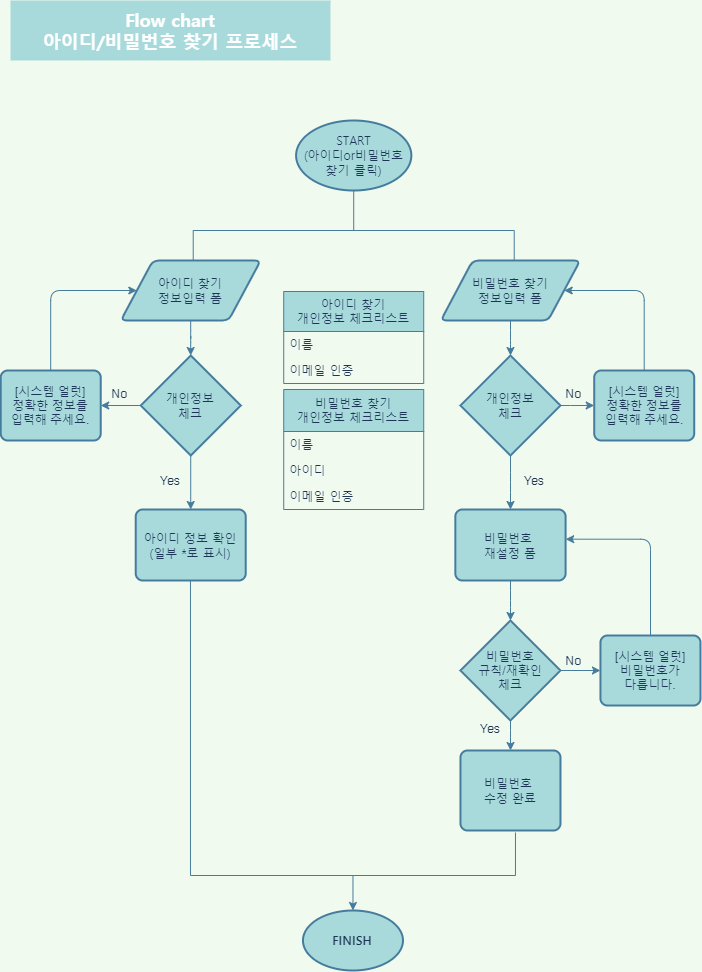 Flow chart
아이디/비밀번호 찾기 프로세스
START
(아이디or비밀번호
찾기 클릭)
아이디 찾기
정보입력 폼
비밀번호 찾기
정보입력 폼
아이디 찾기
개인정보 체크리스트
이름
이메일 인증
비밀번호 찾기
개인정보 체크리스트
이름
아이디
이메일 인증
[시스템 얼럿]
정확한 정보를
입력해 주세요.
No
개인정보
체크
개인정보
체크
No
[시스템 얼럿]
정확한 정보를
입력해 주세요.
Yes
Yes
아이디 정보 확인
(일부 *로 표시)
비밀번호
재설정 폼
비밀번호
규칙/재확인
체크
No
[시스템 얼럿]
비밀번호가
다릅니다.
Yes
비밀번호
수정 완료
FINISH